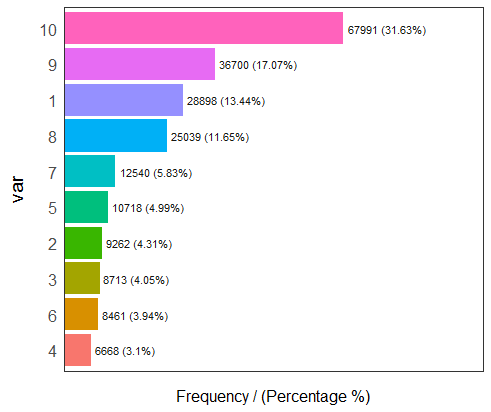 10 67991 (31.63%)
9 36700 (17.07%)
1 28898 (13.44%)
8 25039 (11.65%)
7 12540 (5.83%)
5 10718 (4.99%)
2 9262 (4.31%)
3 8713 (4.05%)
6 8461 (3.94%)
4 6668 (3.1%)
var
Frequency / (Percentage %)